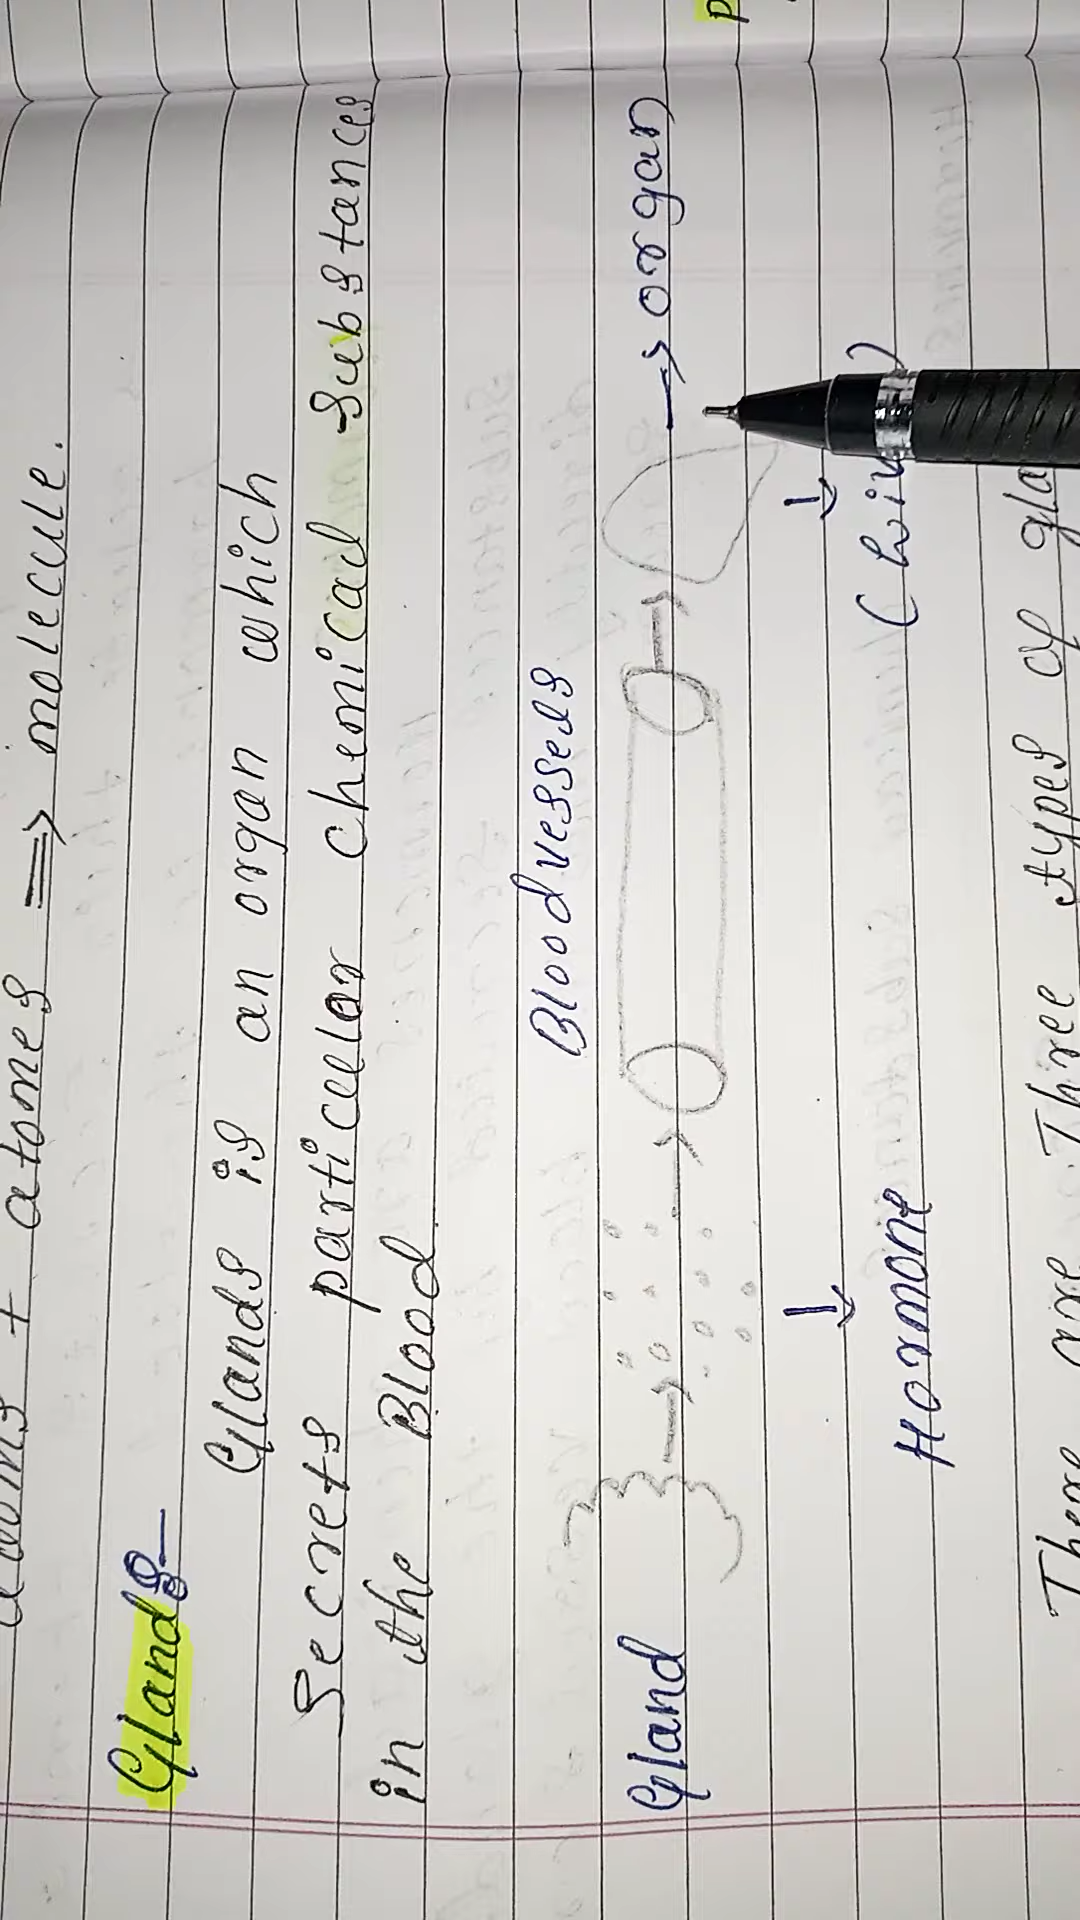 atoms + atomes ⇒ molecule.
Glands
Glands is an organ which
Secrets particular chemical substances
in the Blood
Bloodvessels
Gland → → → → organ
↓ ↓
Hormone
There are Three types of gla